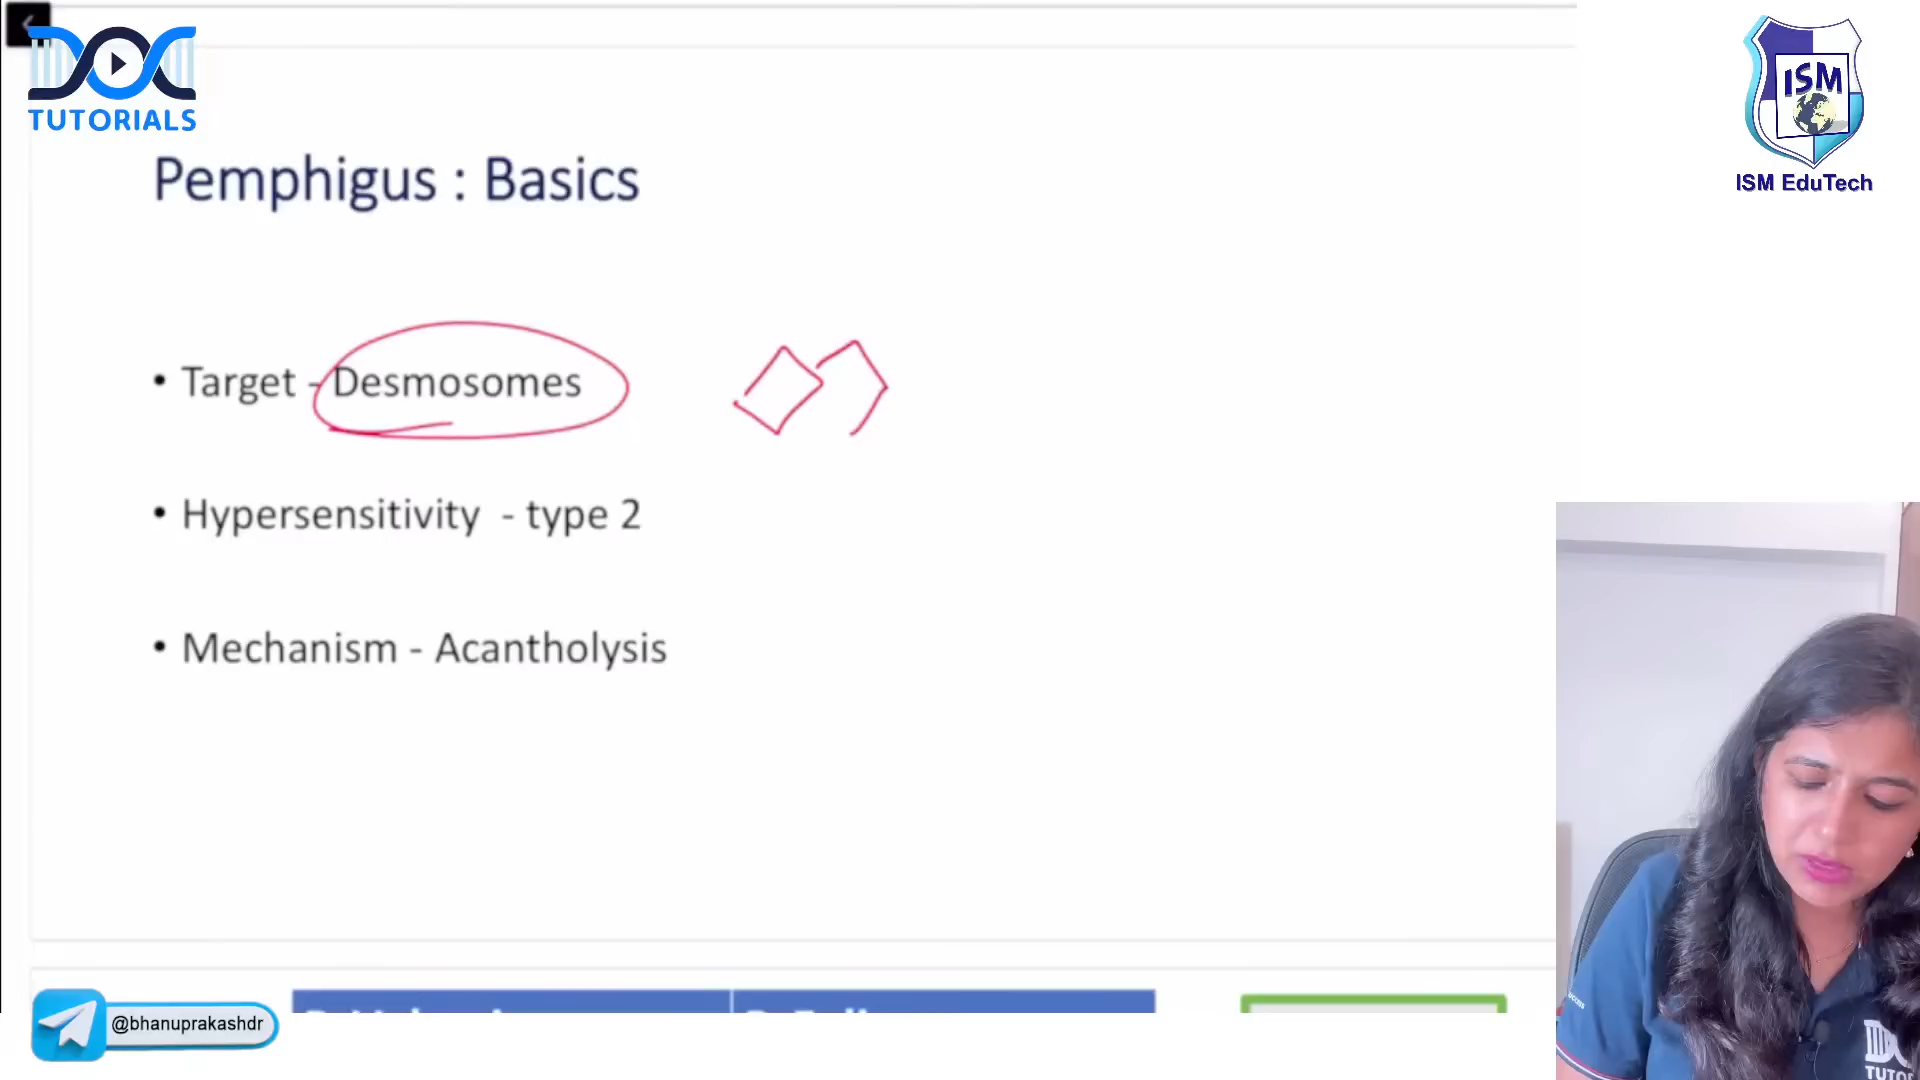 TUTORIALS
ISM
ISM EduTech
Pemphigus : Basics
• Target - Desmosomes
• Hypersensitivity - type 2
• Mechanism - Acantholysis
@bhanuprakashdr